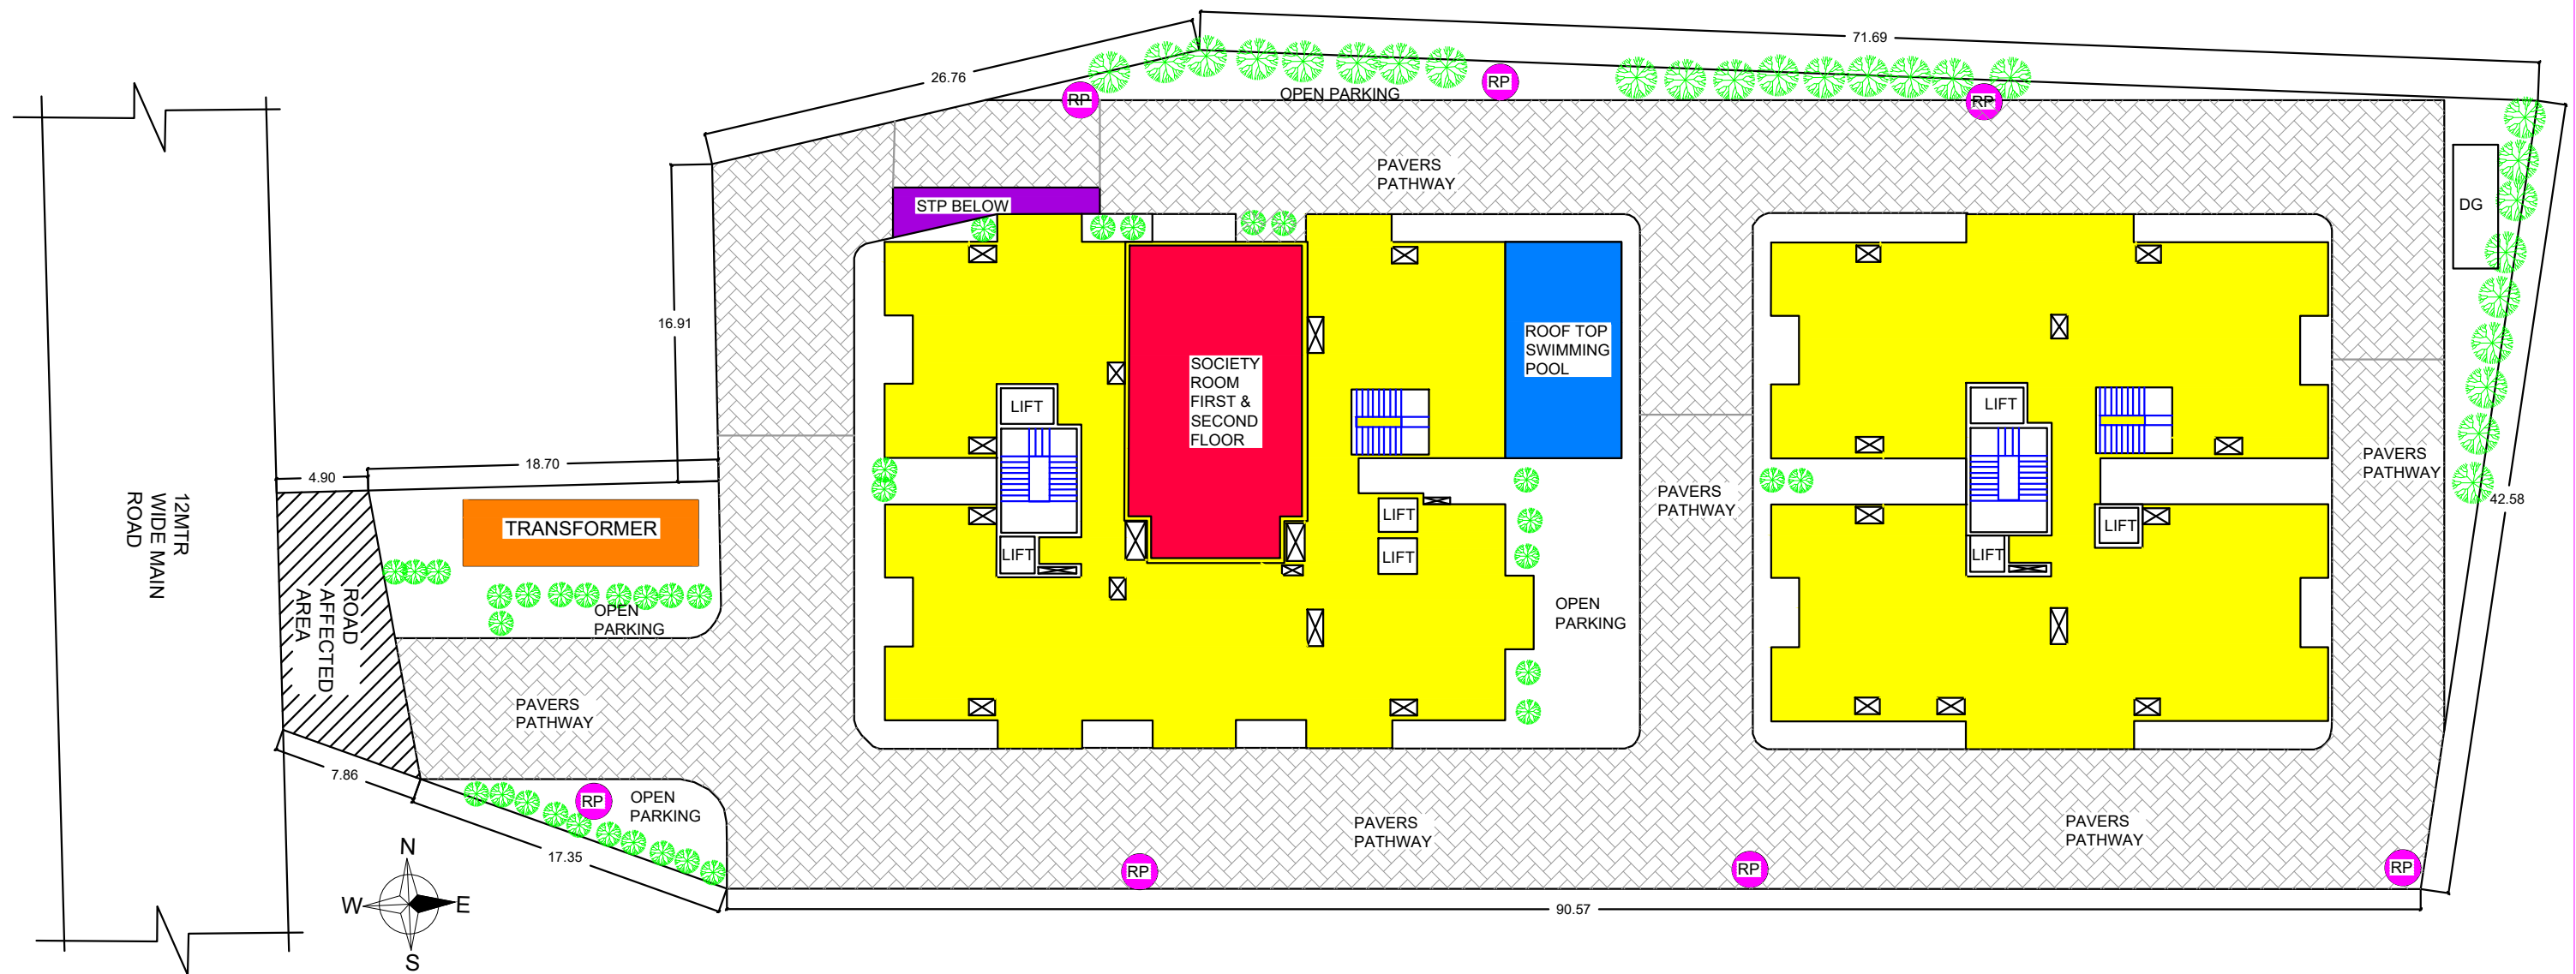 71.69
26.76
RP
RP
RP
OPEN PARKING
PAVERS
PATHWAY
STP BELOW
DG
16.91
ROOF TOP
SWIMMING
POOL
SOCIETY
ROOM
FIRST &
SECOND
FLOOR
LIFT
LIFT
PAVERS
PATHWAY
18.70
4.90
42.58
PAVERS
PATHWAY
12MTR
WIDE MAIN
ROAD
TRANSFORMER
LIFT
LIFT
LIFT
LIFT
LIFT
LIFT
ROAD
AFFECTED
AREA
OPEN
PARKING
OPEN
PARKING
PAVERS
PATHWAY
7.86
RP
OPEN
PARKING
PAVERS
PATHWAY
PAVERS
PATHWAY
17.35
N
W
E
S
RP
RP
RP
90.57